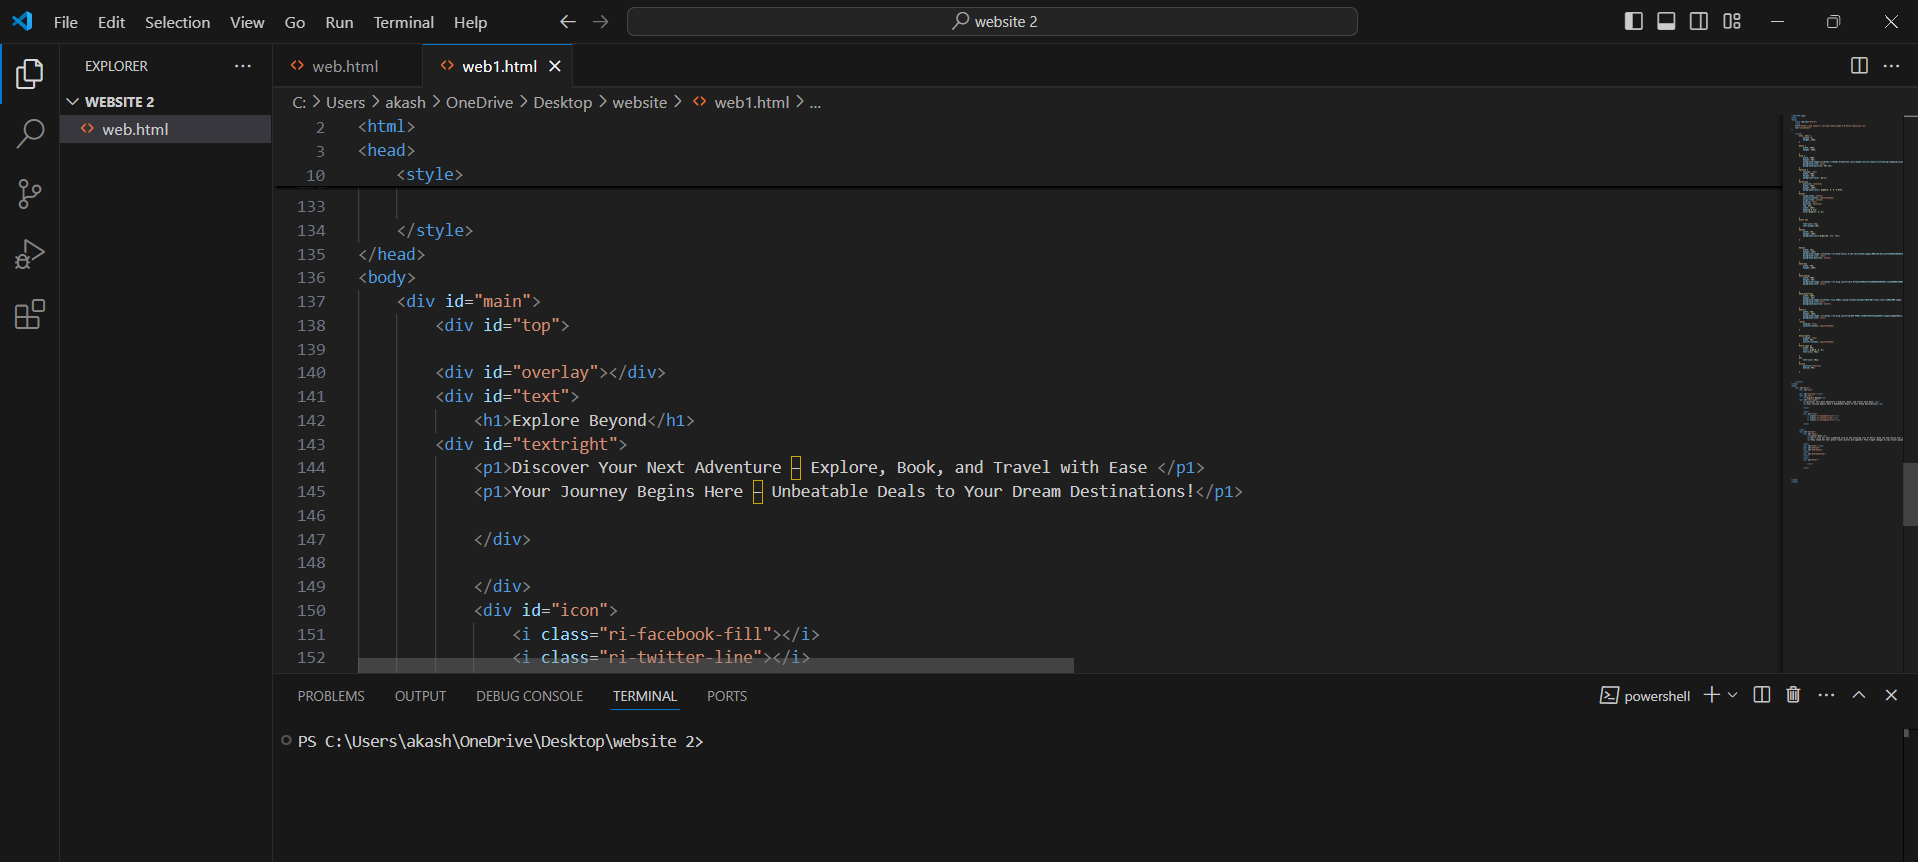 File Edit Selection View Go Run Terminal Help
website 2
EXPLORER
WEBSITE 2
web.html
web.html
web1.html
C: > Users > akash > OneDrive > Desktop > website > web1.html > ...
2 <html>
3 <head>
10 <style>
133
134 </style>
135 </head>
136 <body>
137 <div id="main">
138 <div id="top">
139
140 <div id="overlay"></div>
141 <div id="text">
142 <h1>Explore Beyond</h1>
143 <div id="textright">
144 <p1>Discover Your Next Adventure – Explore, Book, and Travel with Ease </p1>
145 <p1>Your Journey Begins Here – Unbeatable Deals to Your Dream Destinations!</p1>
146
147 </div>
148
149 </div>
150 <div id="icon">
151 <i class="ri-facebook-fill"></i>
152 <i class="ri-twitter-line"></i>
PROBLEMS OUTPUT DEBUG CONSOLE TERMINAL PORTS
powershell
PS C:\Users\akash\OneDrive\Desktop\website 2>